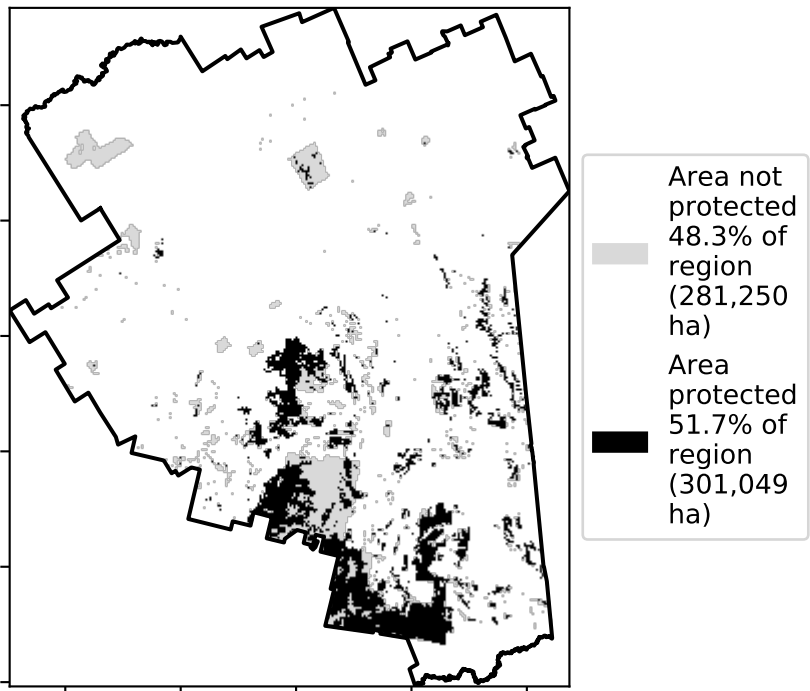 Area not
protected
48.3% of
region
(281,250
ha)
Area
protected
51.7% of
region
(301,049
ha)